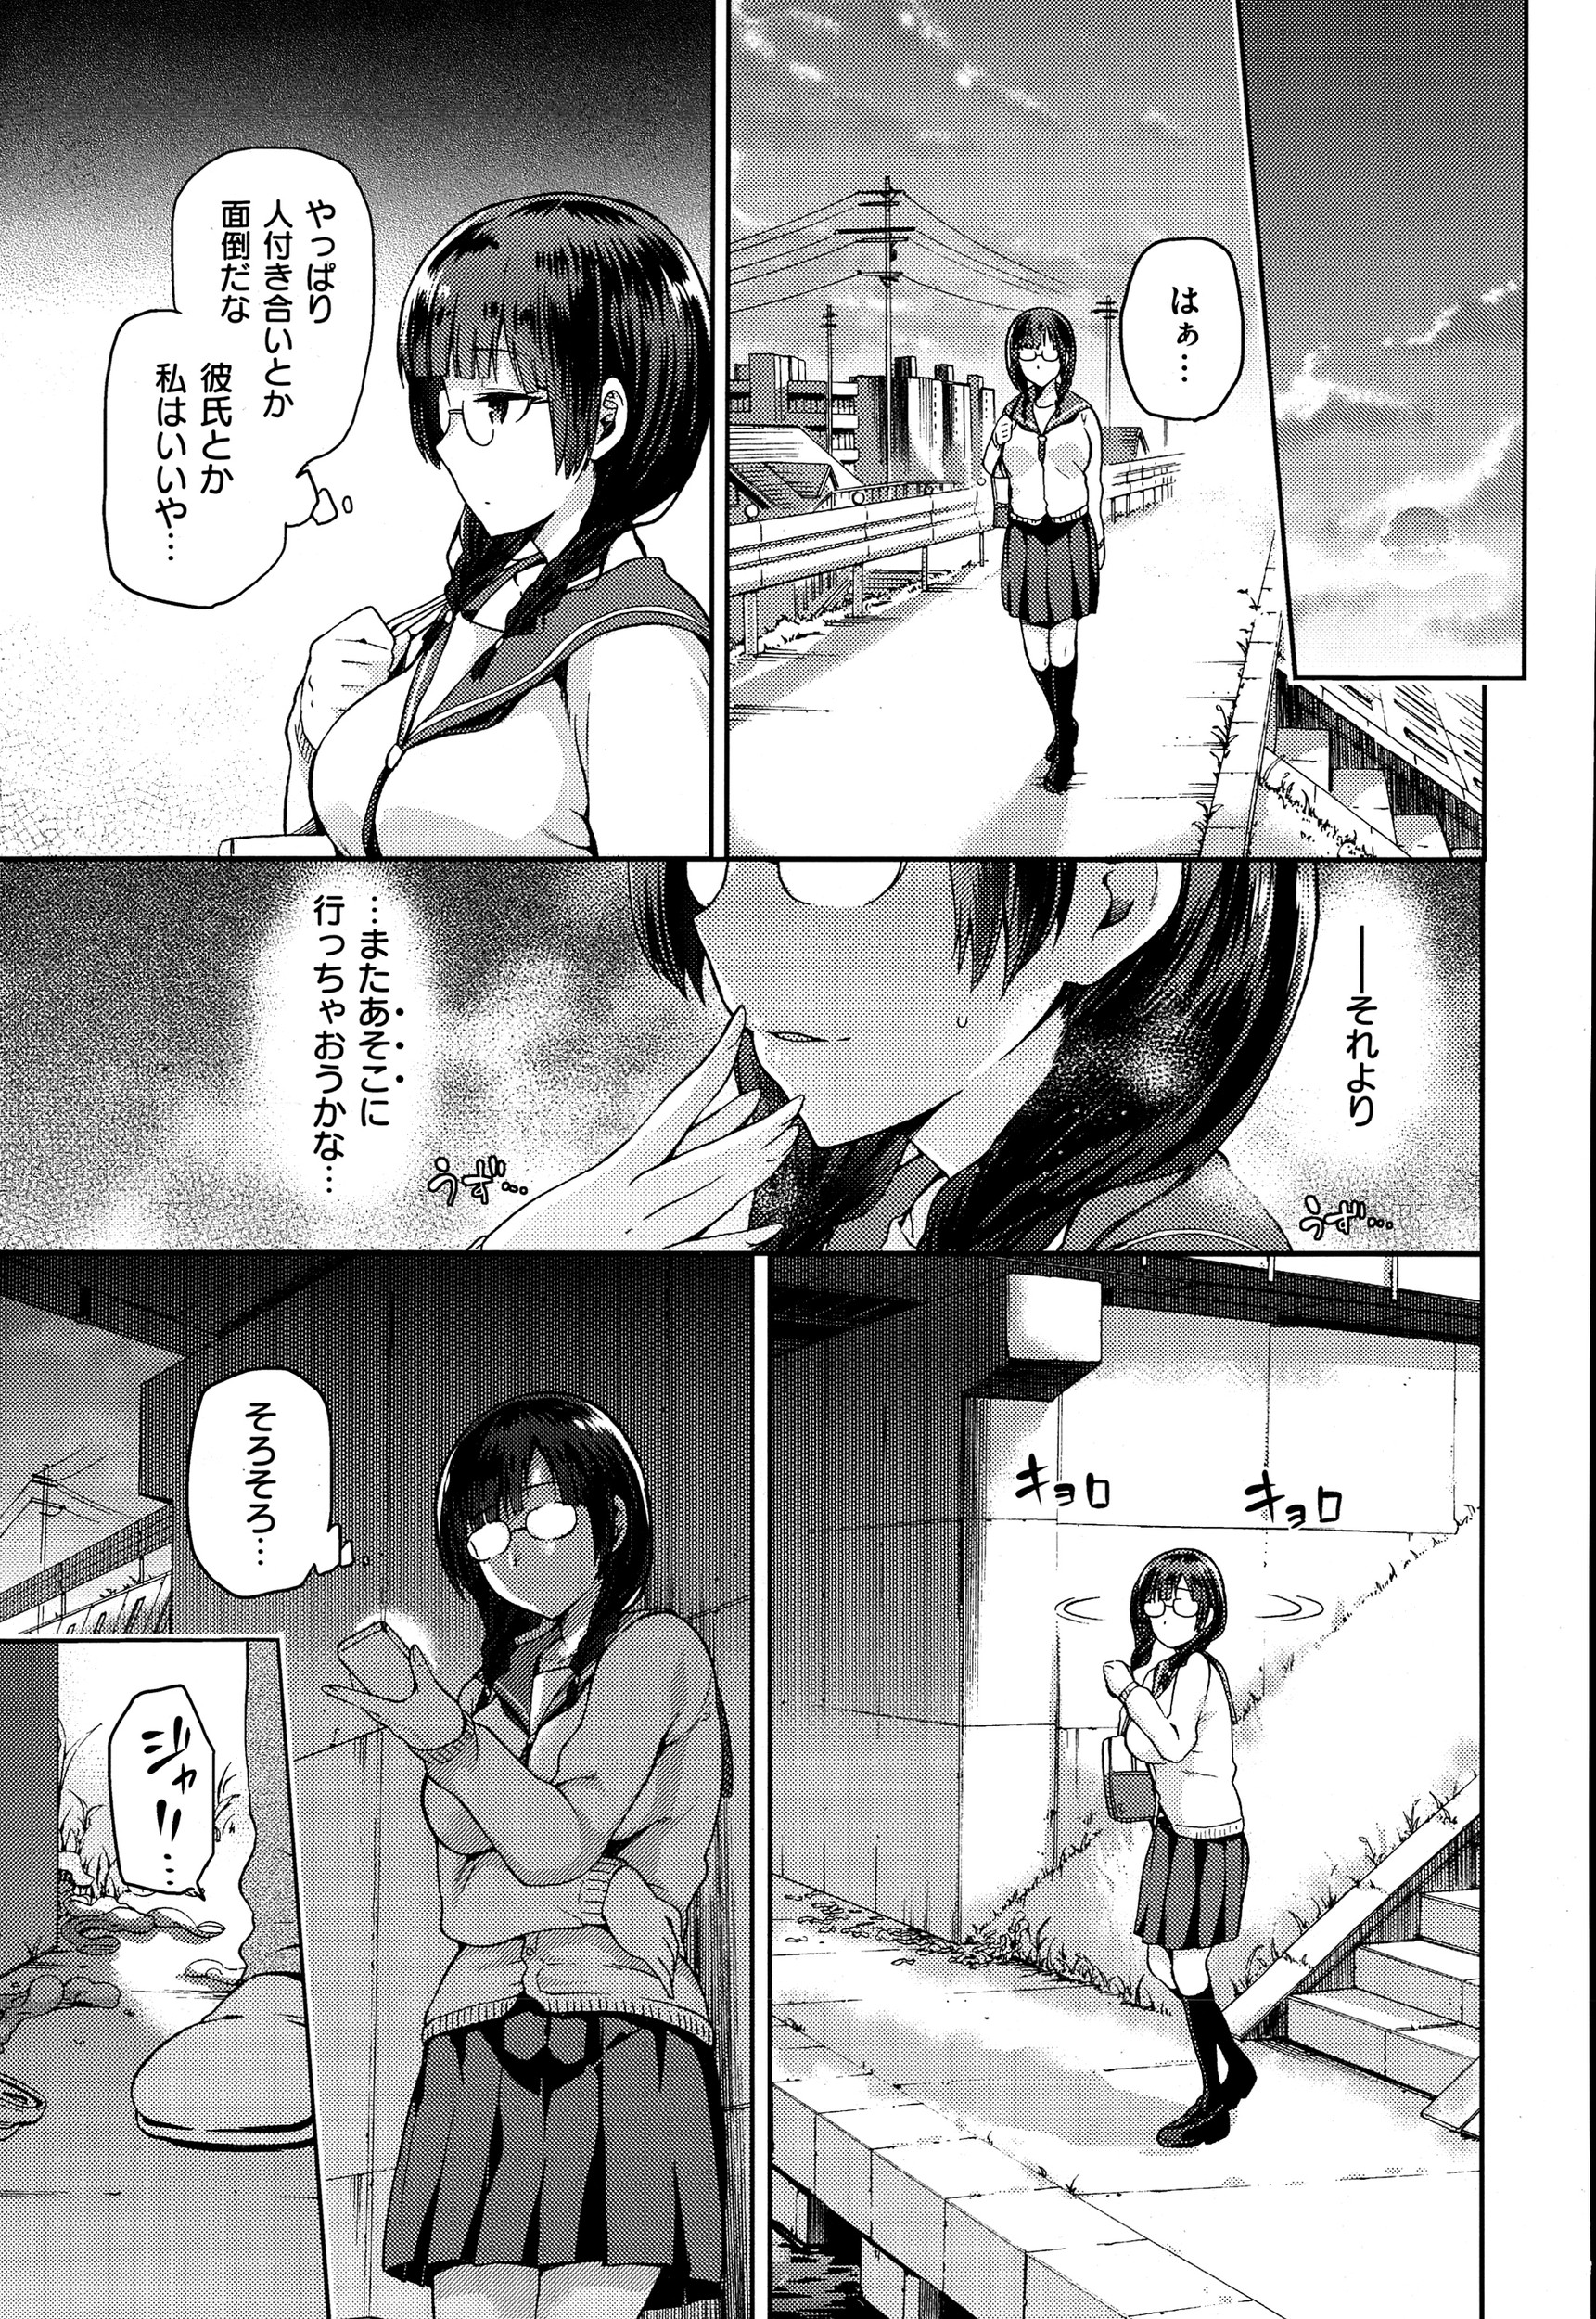 はぁ…
やっぱり
人付き合いとか
面倒だな
彼氏とか
私はいいや…
──それより
…またあそこに
行っちゃおうかな…
うず…
うず…
キョロ
キョロ
そろそろ…
ジャ!!…